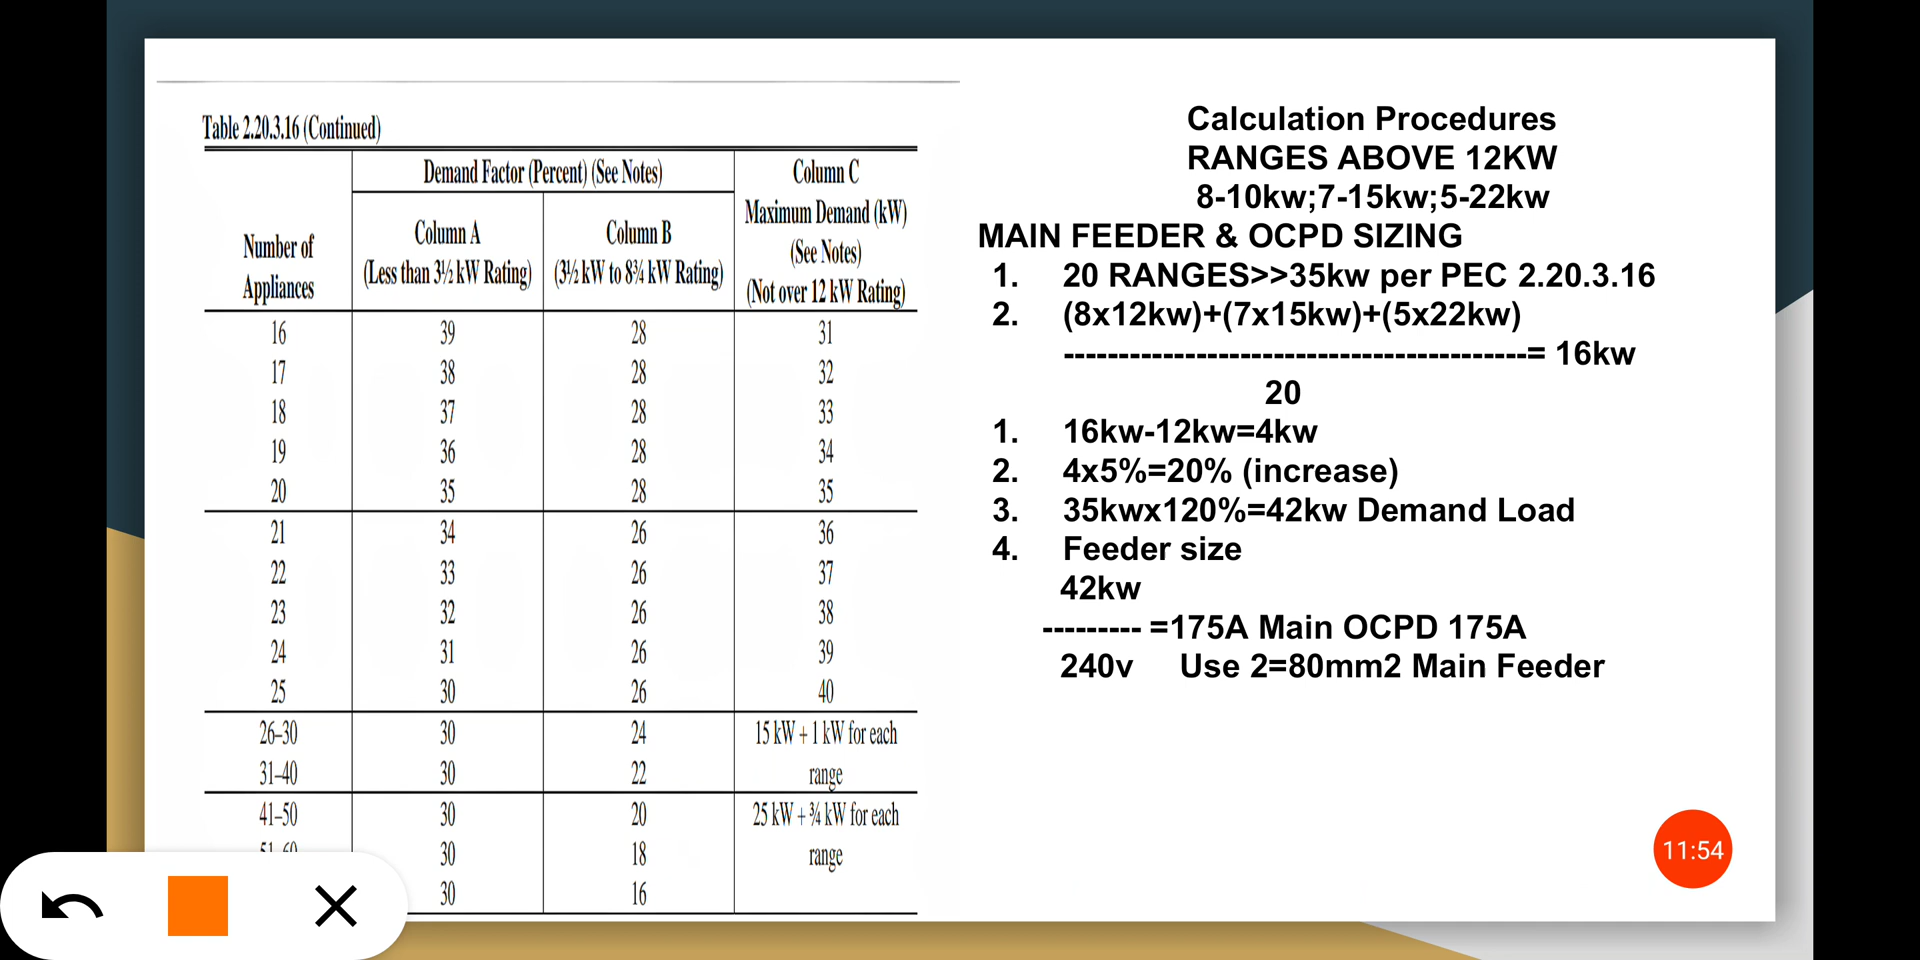 Table 2.20.3.16 (Continued)
Demand Factor (Percent) (See Notes)
Column C
Maximum Demand (kW)
(See Notes)
(Not over 12 kW Rating)
Number of
Appliances
Column A
(Less than 3½ kW Rating)
Column B
(3½ kW to 8¾ kW Rating)
16 39 28 31
17 38 28 32
18 37 28 33
19 36 28 34
20 35 28 35
21 34 26 36
22 33 26 37
23 32 26 38
24 31 26 39
25 30 26 40
26–30 30 24 15 kW + 1 kW for each
31–40 30 22 range
41–50 30 20 25 kW + ¾ kW for each
30 18 range
30 16
Calculation Procedures
RANGES ABOVE 12KW
8-10kw;7-15kw;5-22kw
MAIN FEEDER & OCPD SIZING
1. 20 RANGES>>35kw per PEC 2.20.3.16
2. (8x12kw)+(7x15kw)+(5x22kw)
------------------------------------------= 16kw
20
1. 16kw-12kw=4kw
2. 4x5%=20% (increase)
3. 35kwx120%=42kw Demand Load
4. Feeder size
42kw
--------- =175A Main OCPD 175A
240v Use 2=80mm2 Main Feeder
11:54